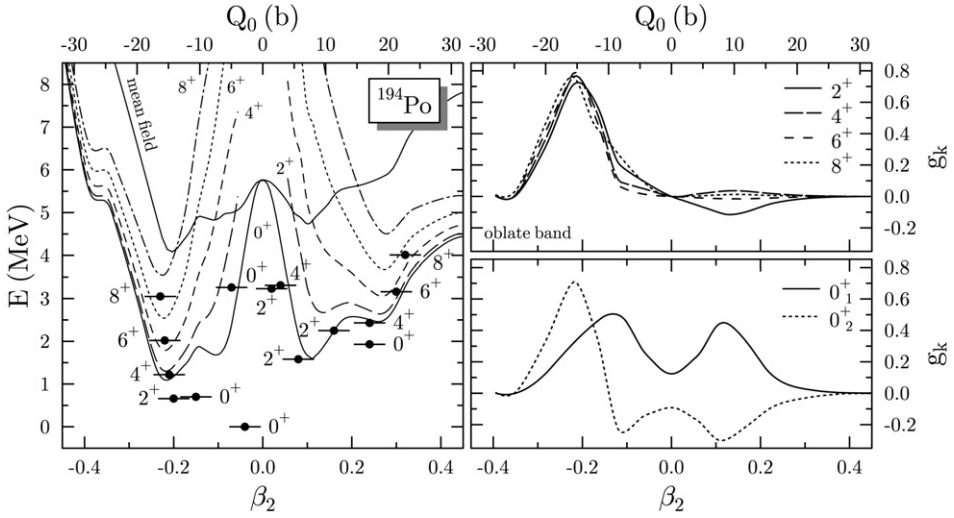 Q₀ (b)
-30 -20 -10 0 10 20 30
E (MeV)
8
7
6
5
4
3
2
1
0
mean field
¹⁹⁴Po
8⁺ 6⁺ 4⁺
2⁺
0⁺
0⁺ 4⁺
2⁺
8⁺
8⁺
6⁺
6⁺
4⁺
4⁺
2⁺
0⁺
2⁺
2⁺ 0⁺
0⁺
-0.4 -0.2 0.0 0.2 0.4
β₂
Q₀ (b)
-30 -20 -10 0 10 20 30
2⁺
4⁺
6⁺
8⁺
oblate band
0.8
0.6
0.4
0.2
0.0
-0.2
gₖ
0⁺₁
0⁺₂
0.8
0.6
0.4
0.2
0.0
-0.2
gₖ
-0.4 -0.2 0.0 0.2 0.4
β₂